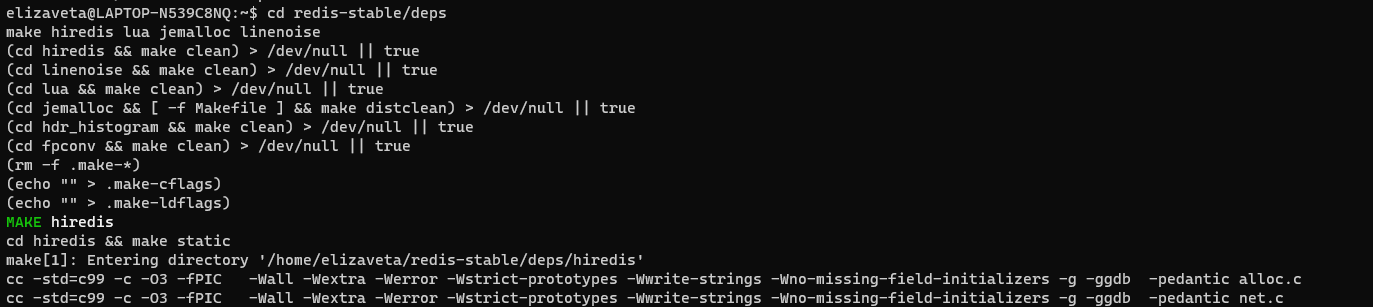 elizaveta@LAPTOP-N539C8NQ:~$ cd redis-stable/deps
make hiredis lua jemalloc linenoise
(cd hiredis && make clean) > /dev/null || true
(cd linenoise && make clean) > /dev/null || true
(cd lua && make clean) > /dev/null || true
(cd jemalloc && [ -f Makefile ] && make distclean) > /dev/null || true
(cd hdr_histogram && make clean) > /dev/null || true
(cd fpconv && make clean) > /dev/null || true
(rm -f .make-*)
(echo "" > .make-cflags)
(echo "" > .make-ldflags)
MAKE hiredis
cd hiredis && make static
make[1]: Entering directory '/home/elizaveta/redis-stable/deps/hiredis'
cc -std=c99 -c -O3 -fPIC   -Wall -Wextra -Werror -Wstrict-prototypes -Wwrite-strings -Wno-missing-field-initializers -g -ggdb  -pedantic alloc.c
cc -std=c99 -c -O3 -fPIC   -Wall -Wextra -Werror -Wstrict-prototypes -Wwrite-strings -Wno-missing-field-initializers -g -ggdb  -pedantic net.c